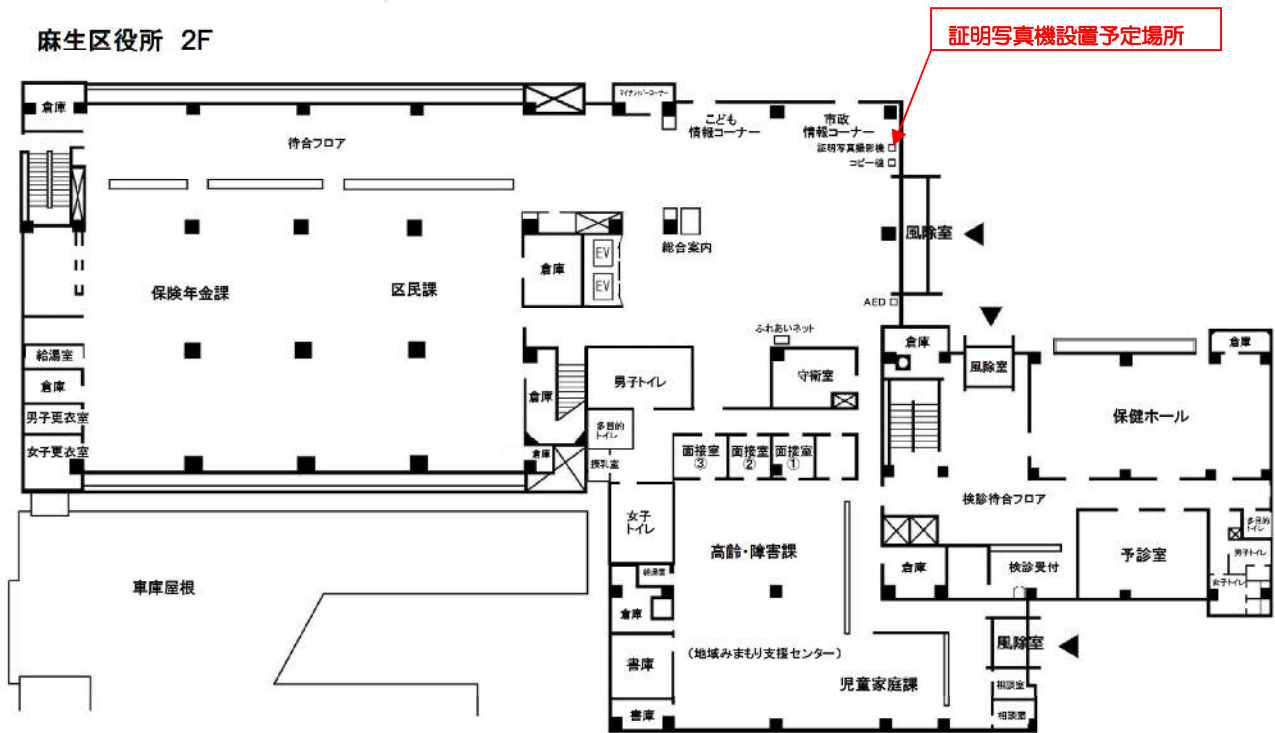 麻生区役所 2F
証明写真機設置予定場所
倉庫
マイナンバーコーナー
こども
情報コーナー
市政
情報コーナー
待合フロア
証明写真撮影機
コピー機
総合案内
風除室
EV
倉庫
EV
保険年金課
区民課
AED
ふれあいネット
倉庫
風除室
倉庫
給湯室
倉庫
男子更衣室
女子更衣室
倉庫
男子トイレ
守衛室
保健ホール
多目的
トイレ
倉庫
授乳室
面接室
③
面接室
②
面接室
①
検診待合フロア
女子
トイレ
多目的
トイレ
高齢・障害課
予診室
男子トイレ
給湯室
倉庫
検診受付
女子トイレ
車庫屋根
倉庫
風除室
書庫
(地域みまもり支援センター)
児童家庭課
相談室
書庫
相談室